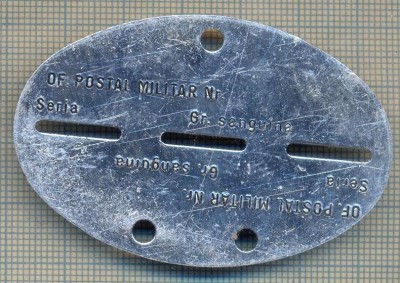 OF POSTAL MILITAR Nr.
Seria
Gr. sanguina
Gr. sanguina
Seria
OF POSTAL MILITAR Nr.